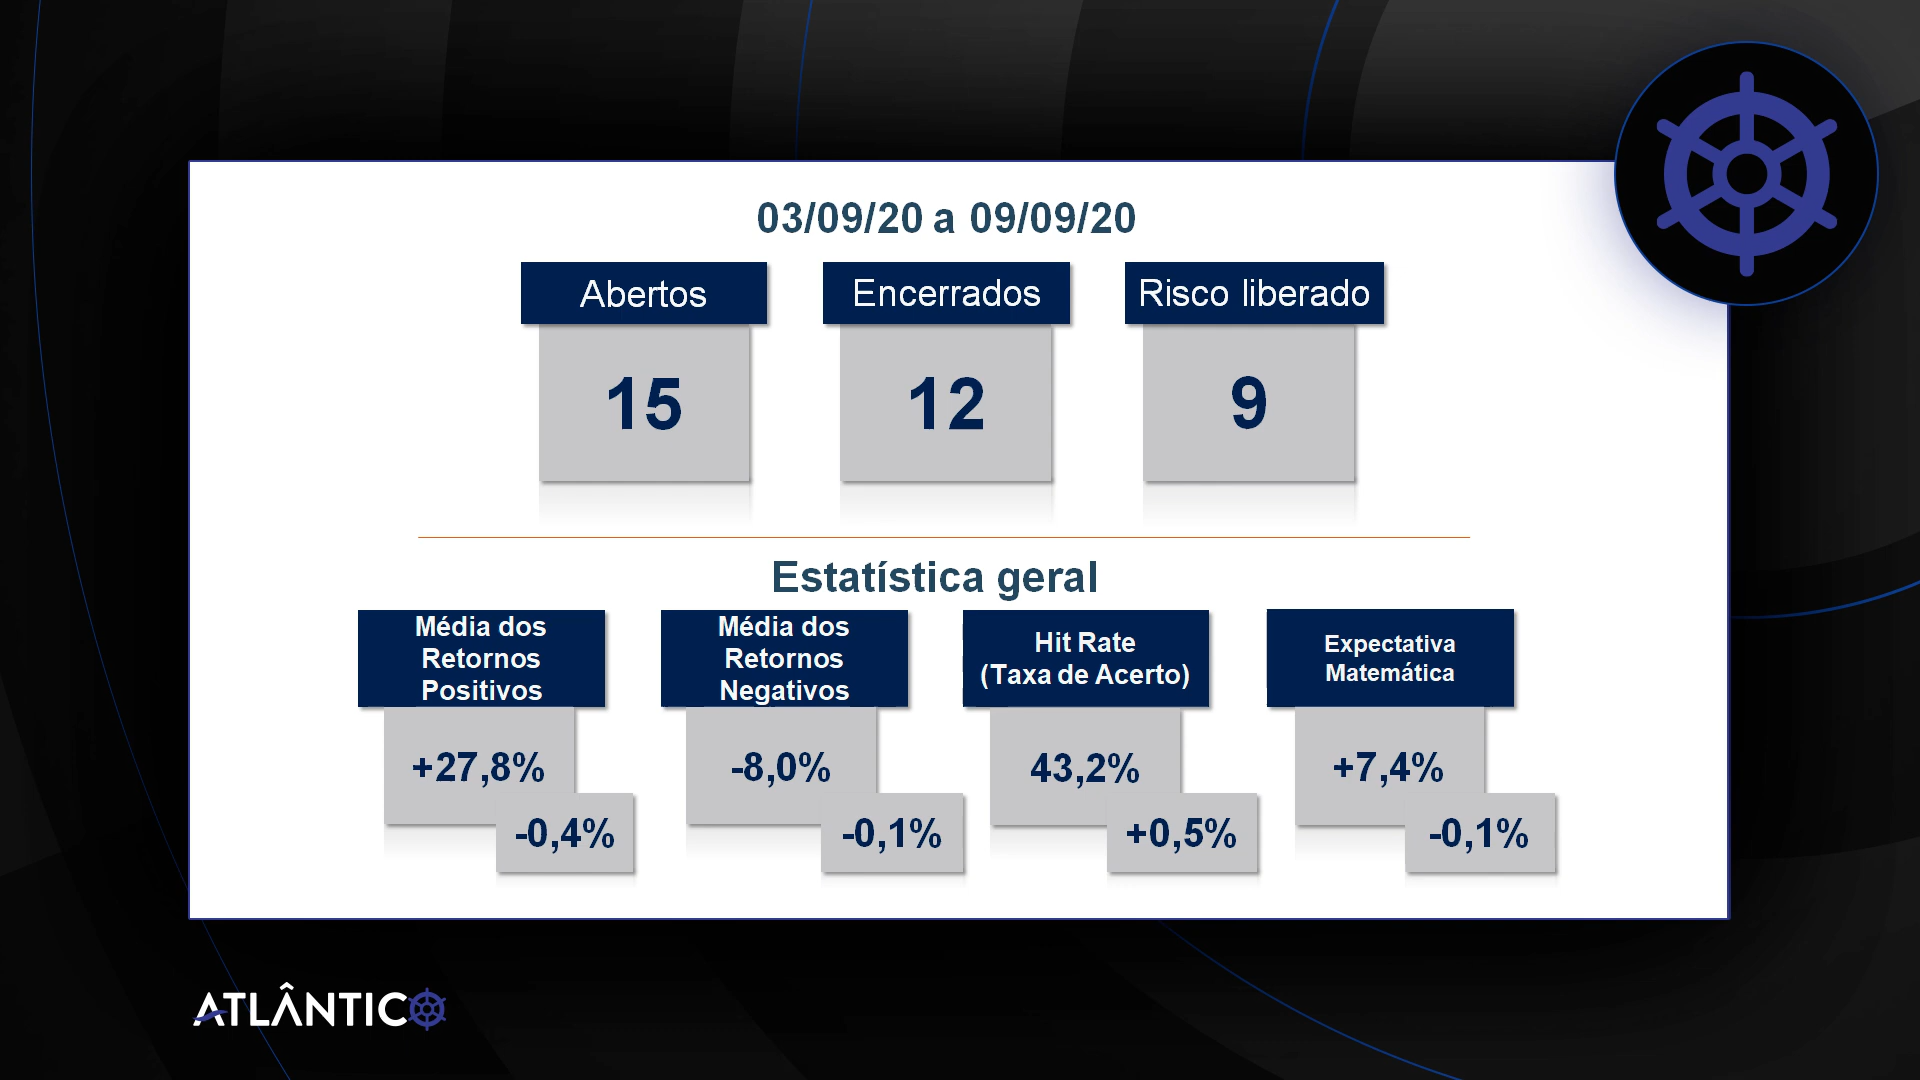 03/09/20 a 09/09/20
Abertos
Encerrados
Risco liberado
15
12
9
Estatística geral
Média dos
Retornos
Positivos
Média dos
Retornos
Negativos
Hit Rate
(Taxa de Acerto)
Expectativa
Matemática
+27,8%
-8,0%
43,2%
+7,4%
-0,4%
-0,1%
+0,5%
-0,1%
ATLÂNTICO